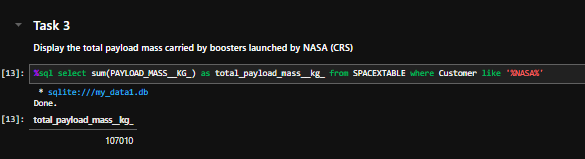 Task 3
Display the total payload mass carried by boosters launched by NASA (CRS)
[13]: %sql select sum(PAYLOAD_MASS__KG_) as total_payload_mass__kg_ from SPACEXTABLE where Customer like '%NASA%'
* sqlite:///my_data1.db
Done.
[13]: total_payload_mass__kg_
107010